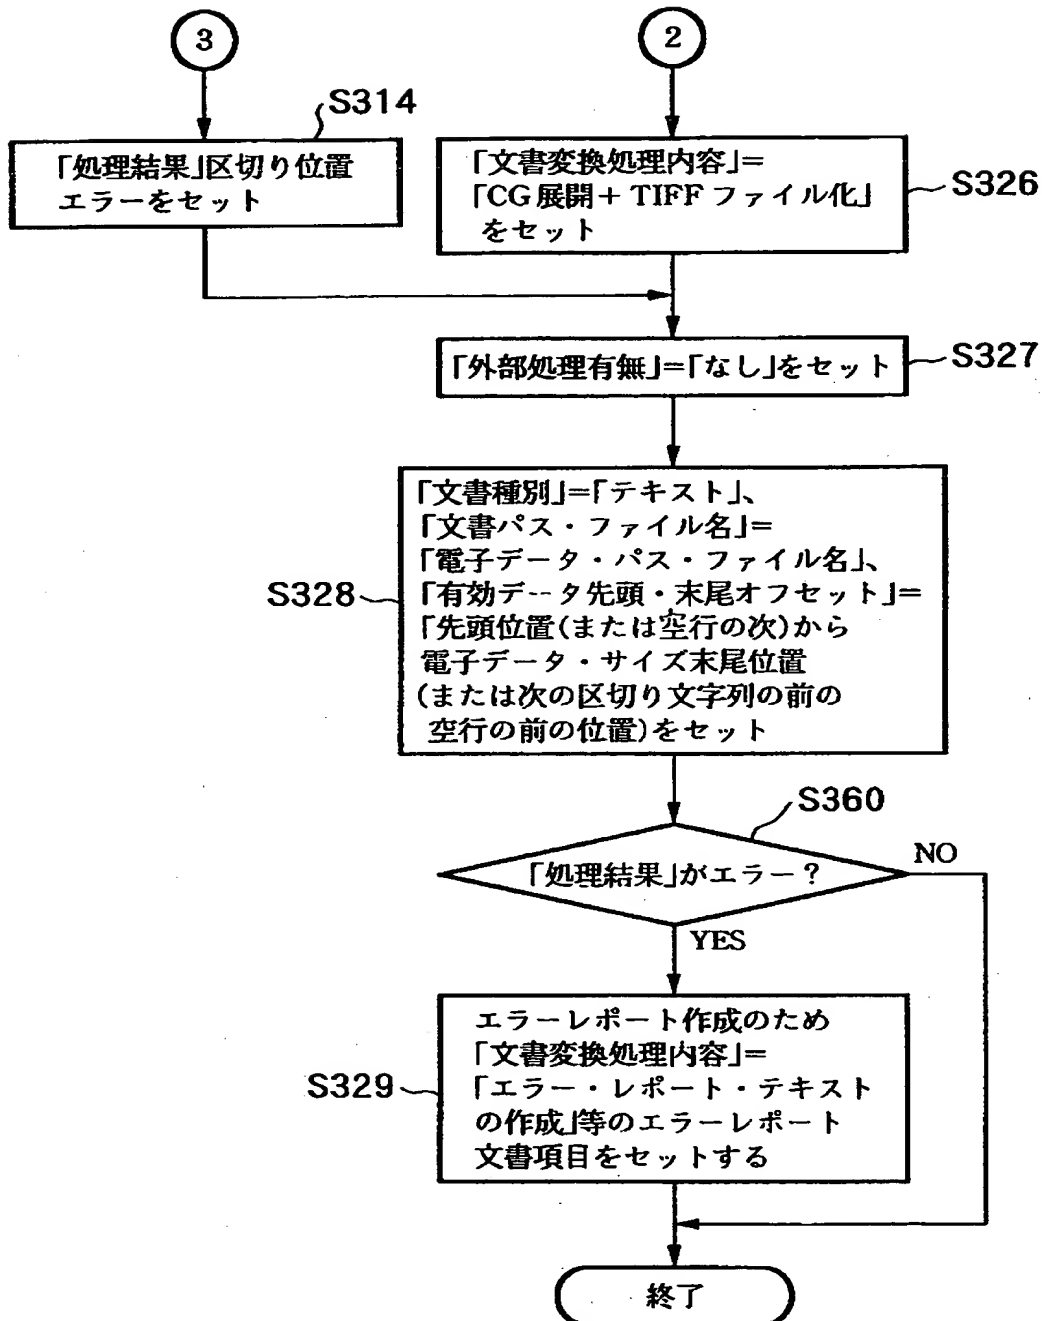 3
2
S314
「処理結果」区切り位置
エラーをセット
「文書変換処理内容」=
「CG展開+TIFFファイル化」
をセット
S326
「外部処理有無」=「なし」をセット
S327
「文書種別」=「テキスト」、
「文書パス・ファイル名」=
「電子データ・パス・ファイル名」、
「有効データ先頭・末尾オフセット」=
「先頭位置(または空行の次)から
電子データ・サイズ末尾位置
(または次の区切り文字列の前の
空行の前の位置)をセット
S328
S360
「処理結果」がエラー?
NO
YES
エラーレポート作成のため
「文書変換処理内容」=
「エラー・レポート・テキスト
の作成」等のエラーレポート
文書項目をセットする
S329
終了